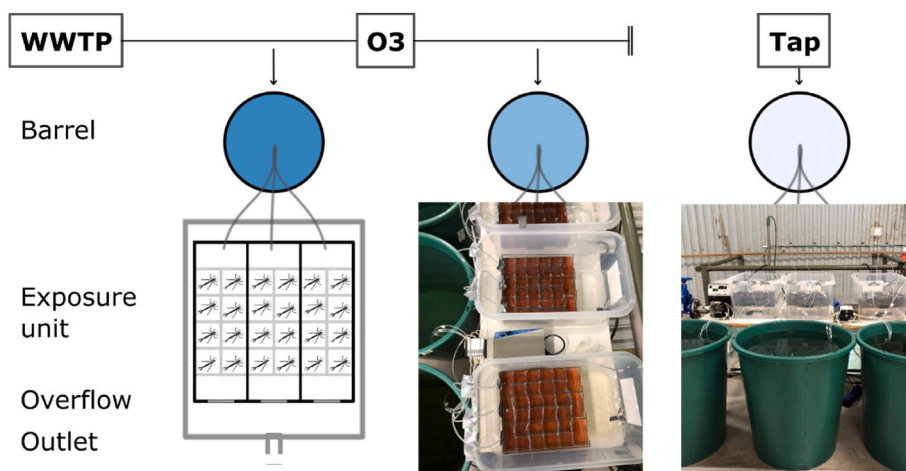 WWTP
O3
Tap
Barrel
Exposure
unit
Overflow
Outlet